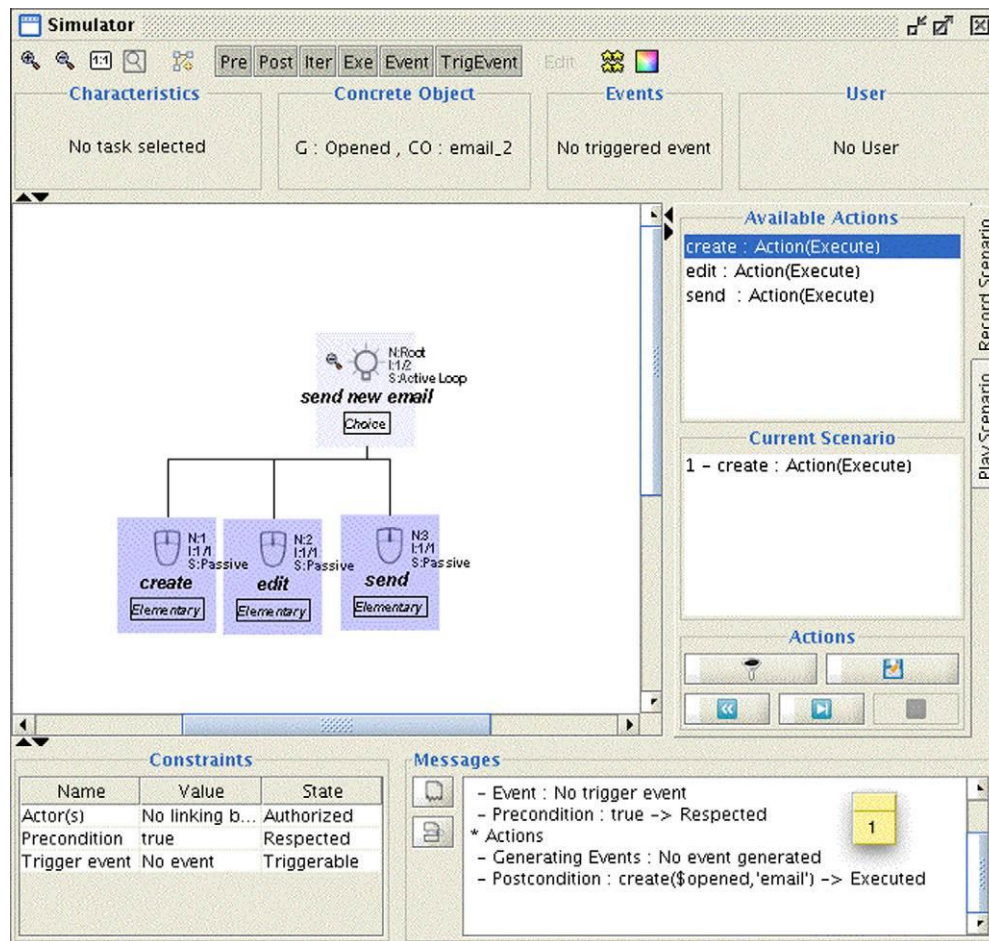 Simulator
1:1 Pre Post Iter Exe Event TrigEvent Edit
Characteristics
No task selected
Concrete Object
G : Opened , CO : email_2
Events
No triggered event
User
No User
N:Root
I:1/2
S:Active Loop
send new email
Choice
N:1
I:1/1
S:Passive
create
Elementary
N:2
I:1/1
S:Passive
edit
Elementary
N:3
I:1/1
S:Passive
send
Elementary
Available Actions
create : Action(Execute)
edit : Action(Execute)
send : Action(Execute)
Current Scenario
1 - create : Action(Execute)
Actions
Record Scenario
Play Scenario
Constraints
Name Value State
Actor(s) No linking b... Authorized
Precondition true Respected
Trigger event No event Triggerable
Messages
- Event : No trigger event
- Precondition : true -> Respected
* Actions
- Generating Events : No event generated
- Postcondition : create($opened,'email') -> Executed
1